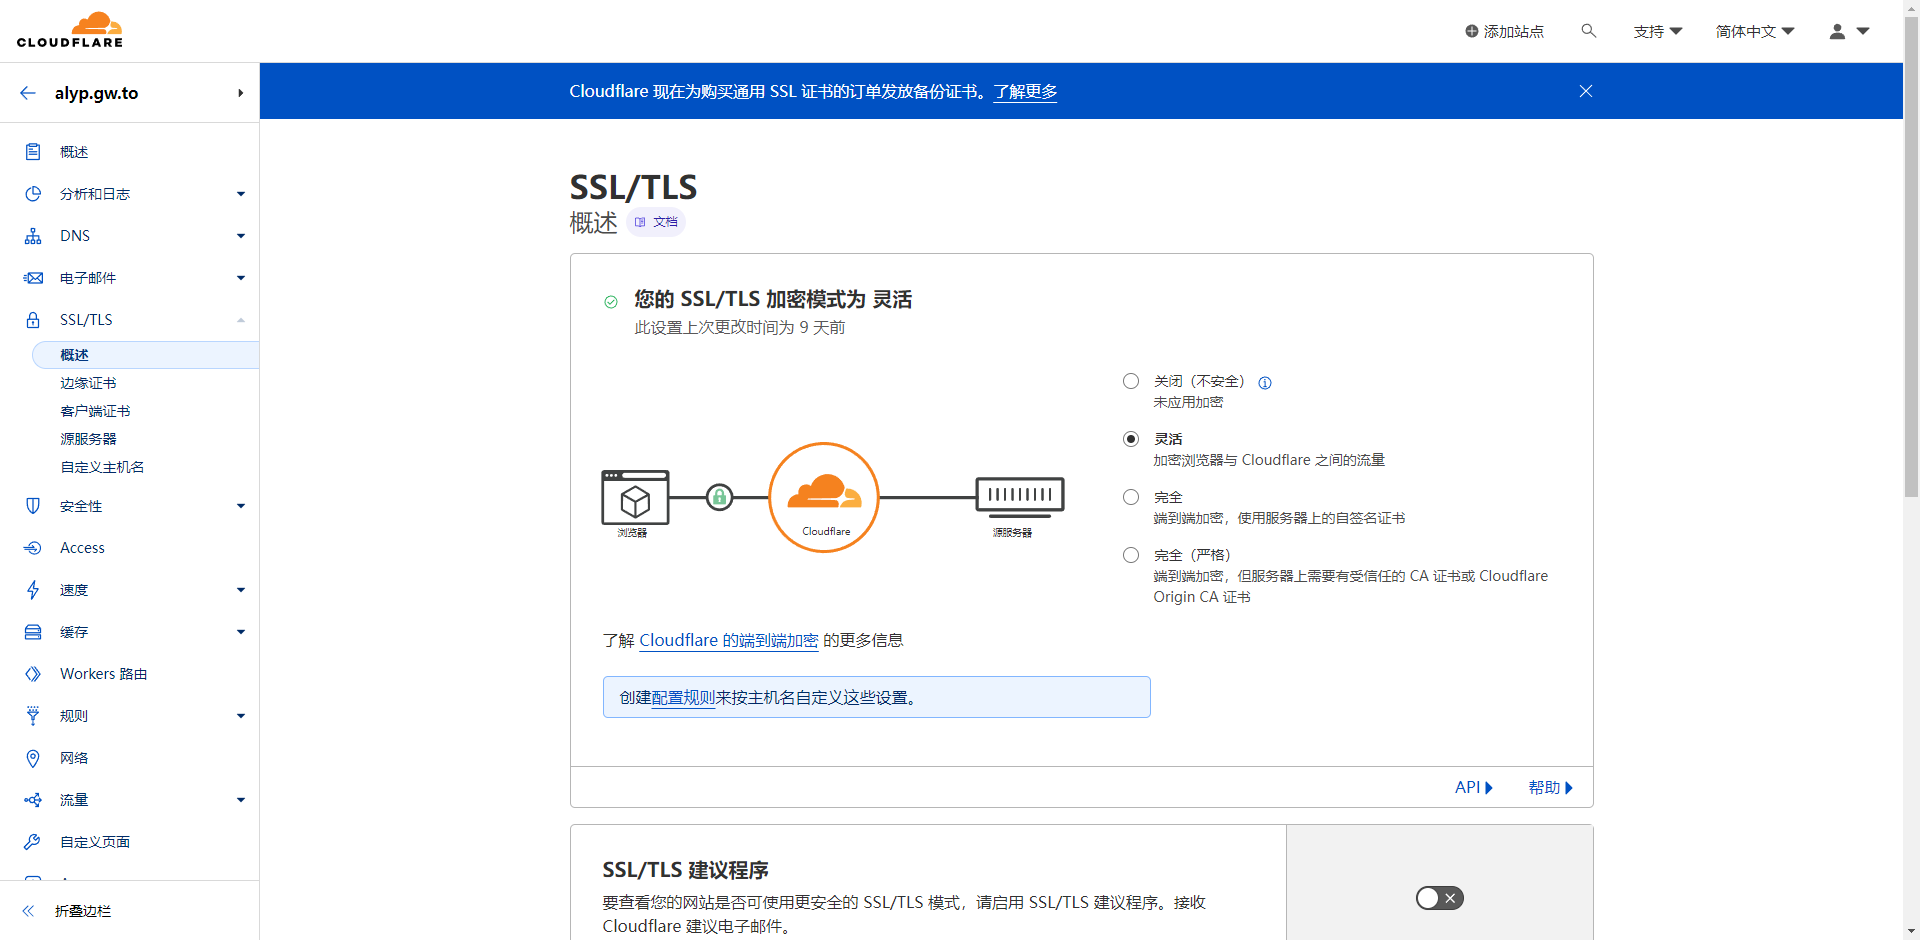 CLOUDFLARE
添加站点
支持
简体中文
alyp.gw.to
Cloudflare 现在为购买通用 SSL 证书的订单发放备份证书。了解更多
概述
分析和日志
DNS
电子邮件
SSL/TLS
概述
边缘证书
客户端证书
源服务器
自定义主机名
安全性
Access
速度
缓存
Workers 路由
规则
网络
流量
自定义页面
折叠边栏
SSL/TLS
概述 文档
您的 SSL/TLS 加密模式为 灵活
此设置上次更改时间为 9 天前
浏览器
Cloudflare
源服务器
关闭（不安全）
未应用加密
灵活
加密浏览器与 Cloudflare 之间的流量
完全
端到端加密，使用服务器上的自签名证书
完全（严格）
端到端加密，但服务器上需要有受信任的 CA 证书或 Cloudflare
Origin CA 证书
了解 Cloudflare 的端到端加密 的更多信息
创建配置规则来按主机名自定义这些设置。
API
帮助
SSL/TLS 建议程序
要查看您的网站是否可使用更安全的 SSL/TLS 模式，请启用 SSL/TLS 建议程序。接收
Cloudflare 建议电子邮件。